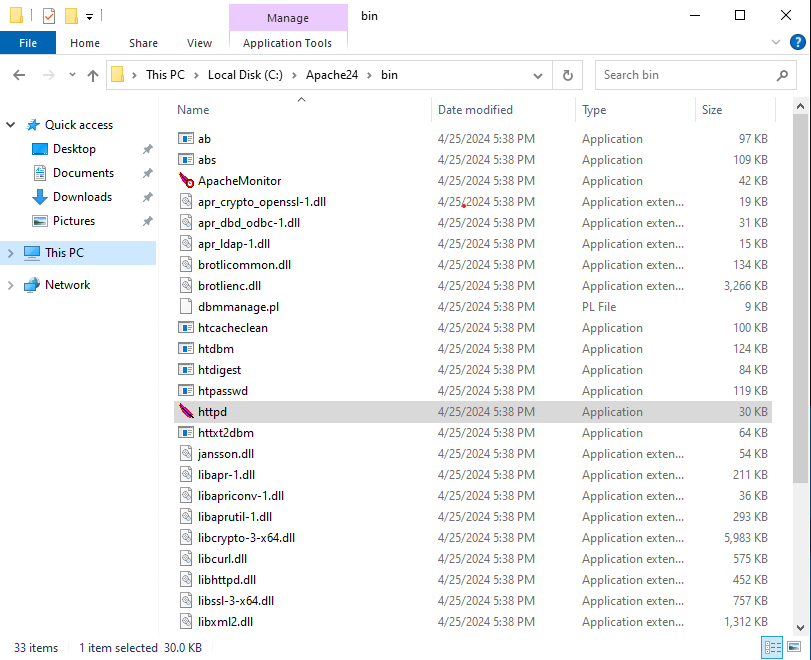 Manage
bin
File Home Share View Application Tools
This PC Local Disk (C:) Apache24 bin
Search bin
Name Date modified Type Size
Quick access
Desktop
Documents
Downloads
Pictures
This PC
Network
ab 4/25/2024 5:38 PM Application 97 KB
abs 4/25/2024 5:38 PM Application 109 KB
ApacheMonitor 4/25/2024 5:38 PM Application 42 KB
apr_crypto_openssl-1.dll 4/25/2024 5:38 PM Application exten... 19 KB
apr_dbd_odbc-1.dll 4/25/2024 5:38 PM Application exten... 31 KB
apr_ldap-1.dll 4/25/2024 5:38 PM Application exten... 15 KB
brotlicommon.dll 4/25/2024 5:38 PM Application exten... 134 KB
brotlienc.dll 4/25/2024 5:38 PM Application exten... 3,266 KB
dbmmanage.pl 4/25/2024 5:38 PM PL File 9 KB
htcacheclean 4/25/2024 5:38 PM Application 100 KB
htdbm 4/25/2024 5:38 PM Application 124 KB
htdigest 4/25/2024 5:38 PM Application 84 KB
htpasswd 4/25/2024 5:38 PM Application 119 KB
httpd 4/25/2024 5:38 PM Application 30 KB
httxt2dbm 4/25/2024 5:38 PM Application 64 KB
jansson.dll 4/25/2024 5:38 PM Application exten... 54 KB
libapr-1.dll 4/25/2024 5:38 PM Application exten... 211 KB
libapriconv-1.dll 4/25/2024 5:38 PM Application exten... 36 KB
libaprutil-1.dll 4/25/2024 5:38 PM Application exten... 293 KB
libcrypto-3-x64.dll 4/25/2024 5:38 PM Application exten... 5,983 KB
libcurl.dll 4/25/2024 5:38 PM Application exten... 575 KB
libhttpd.dll 4/25/2024 5:38 PM Application exten... 452 KB
libssl-3-x64.dll 4/25/2024 5:38 PM Application exten... 757 KB
libxml2.dll 4/25/2024 5:38 PM Application exten... 1,312 KB
33 items 1 item selected 30.0 KB